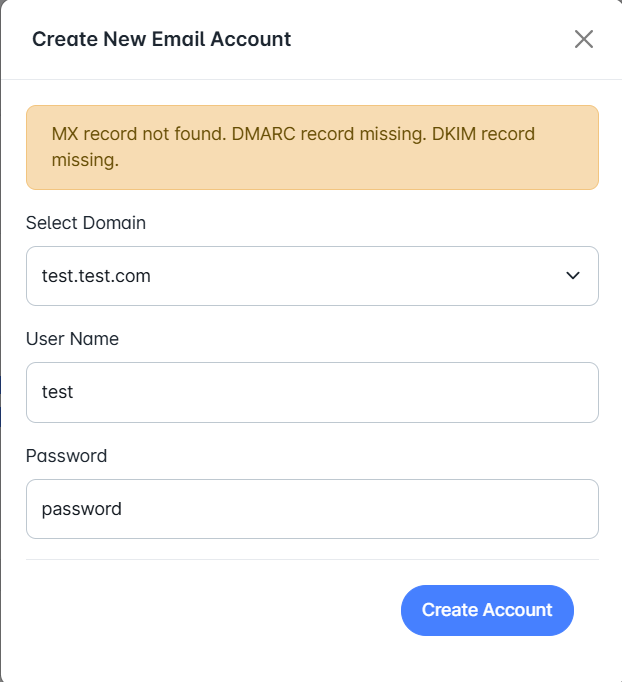 Create New Email Account
MX record not found. DMARC record missing. DKIM record
missing.
Select Domain
test.test.com
User Name
test
Password
password
Create Account